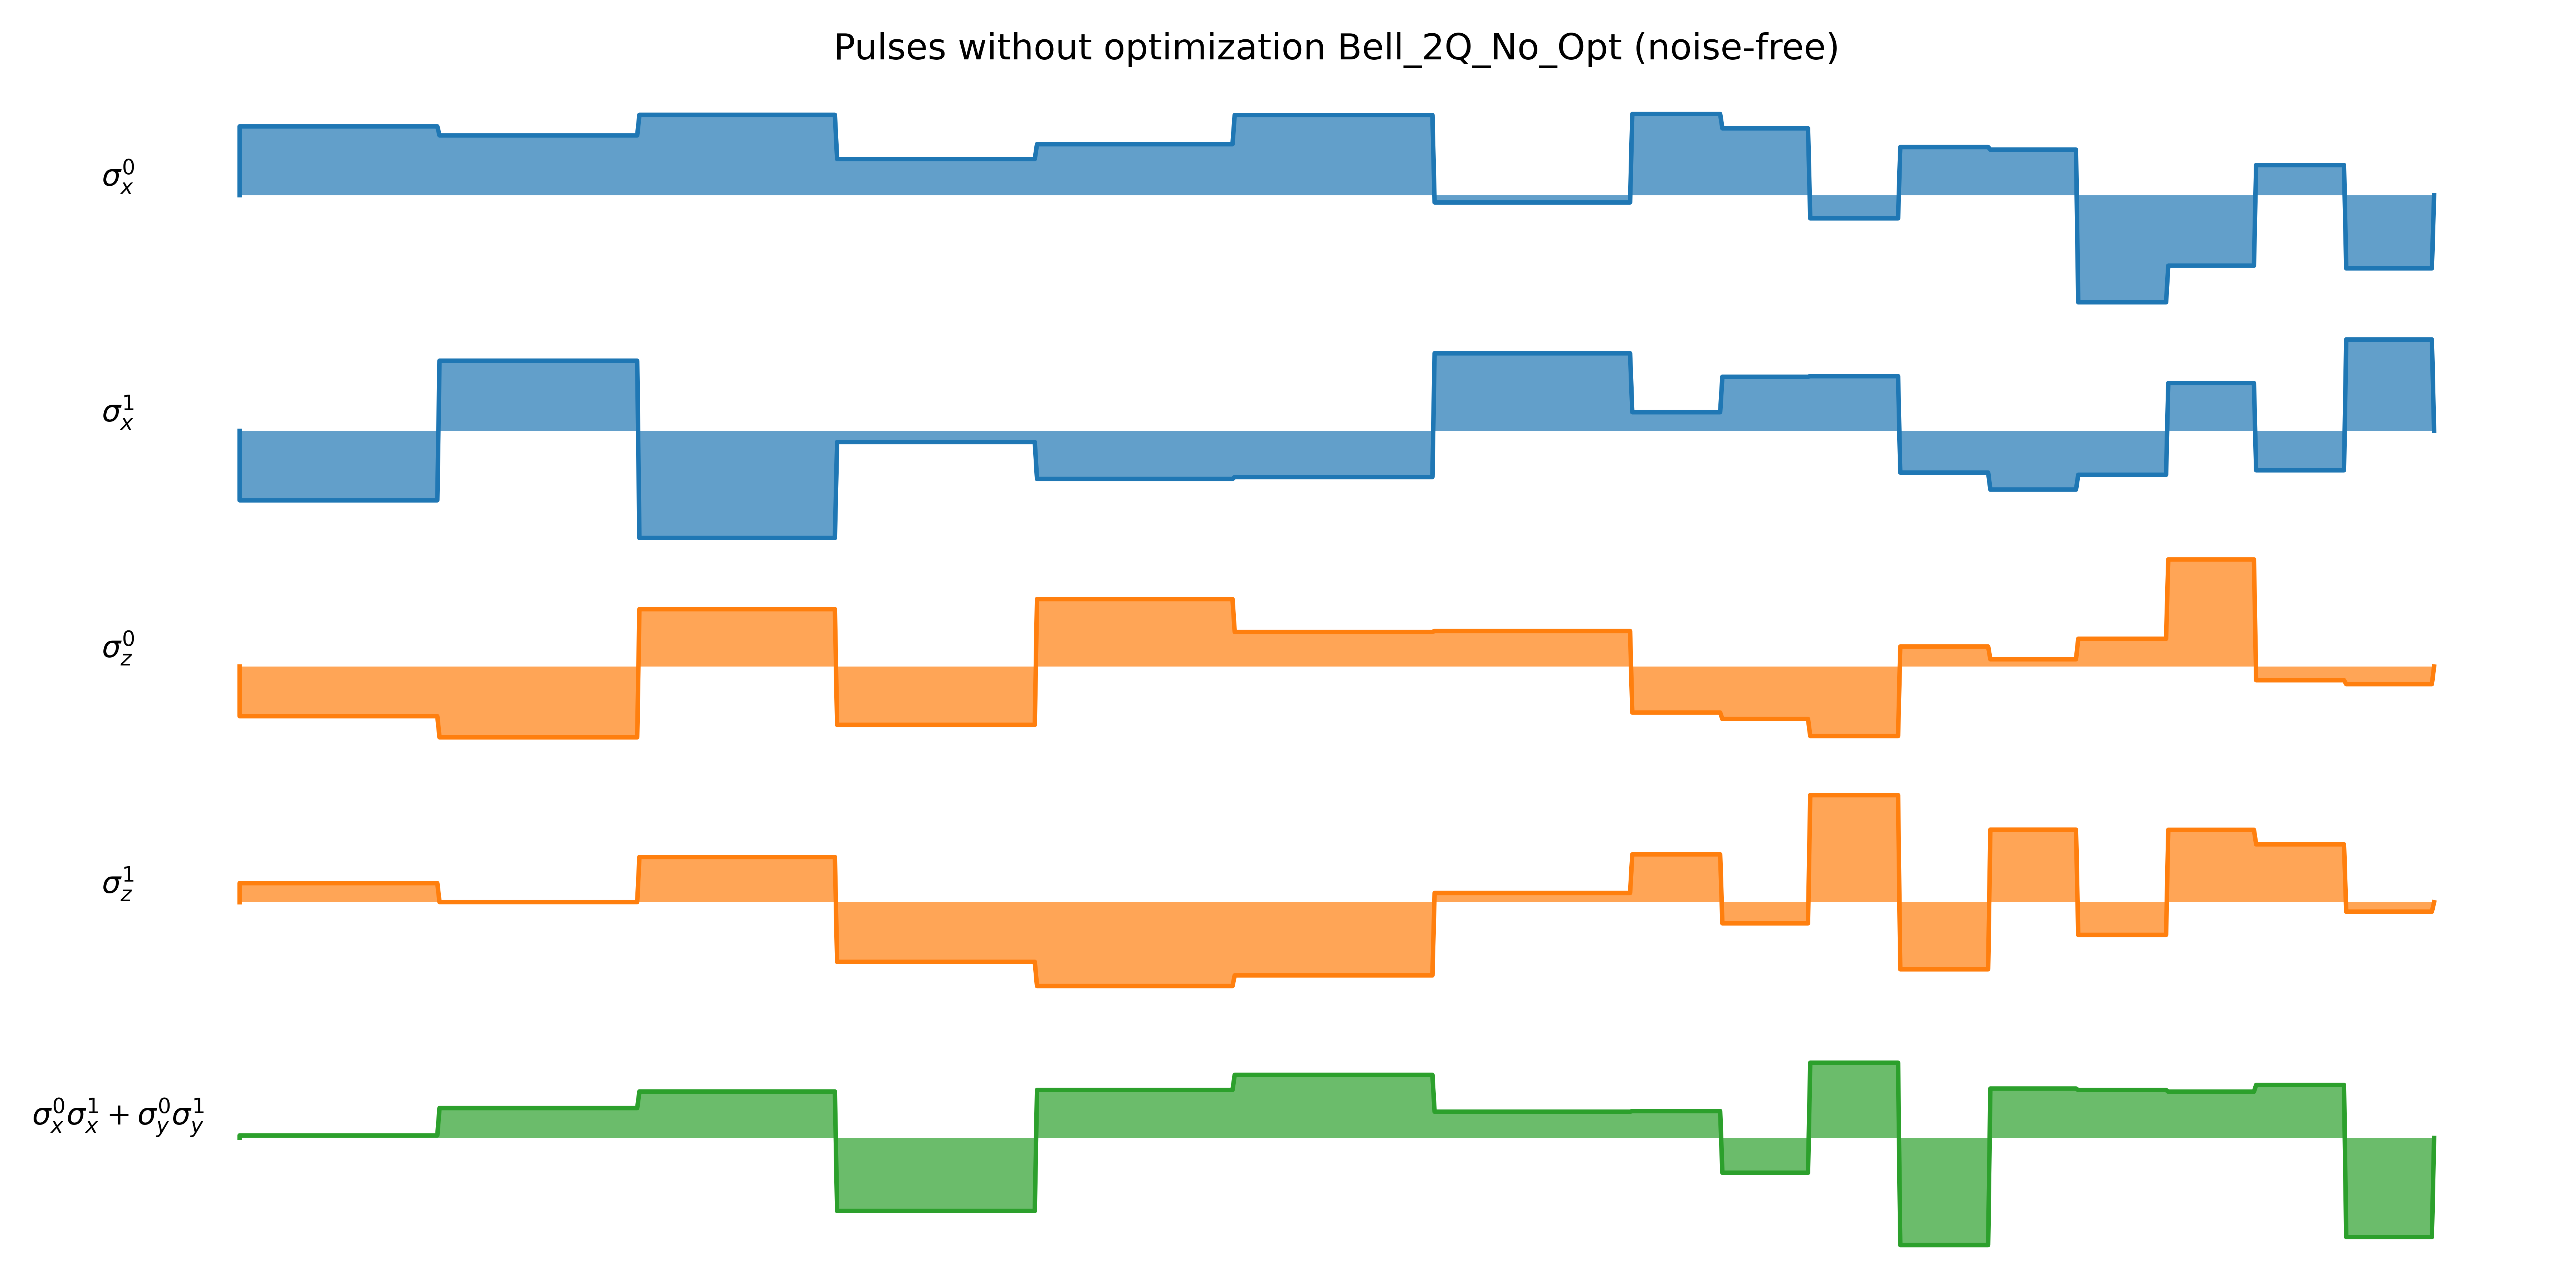 Pulses without optimization Bell_2Q_No_Opt (noise-free)
σ_x^0
σ_x^1
σ_z^0
σ_z^1
σ_x^0σ_x^1 + σ_y^0σ_y^1